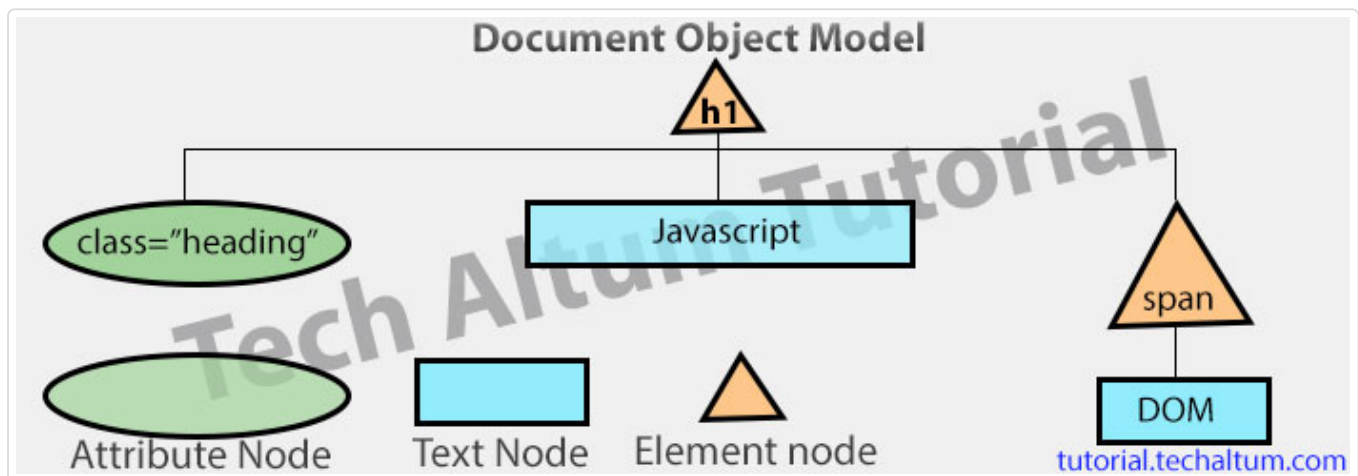 Document Object Model
h1
class=”heading”
Javascript
span
DOM
Attribute Node
Text Node
Element node
tutorial.techaltum.com
Tech Altum Tutorial